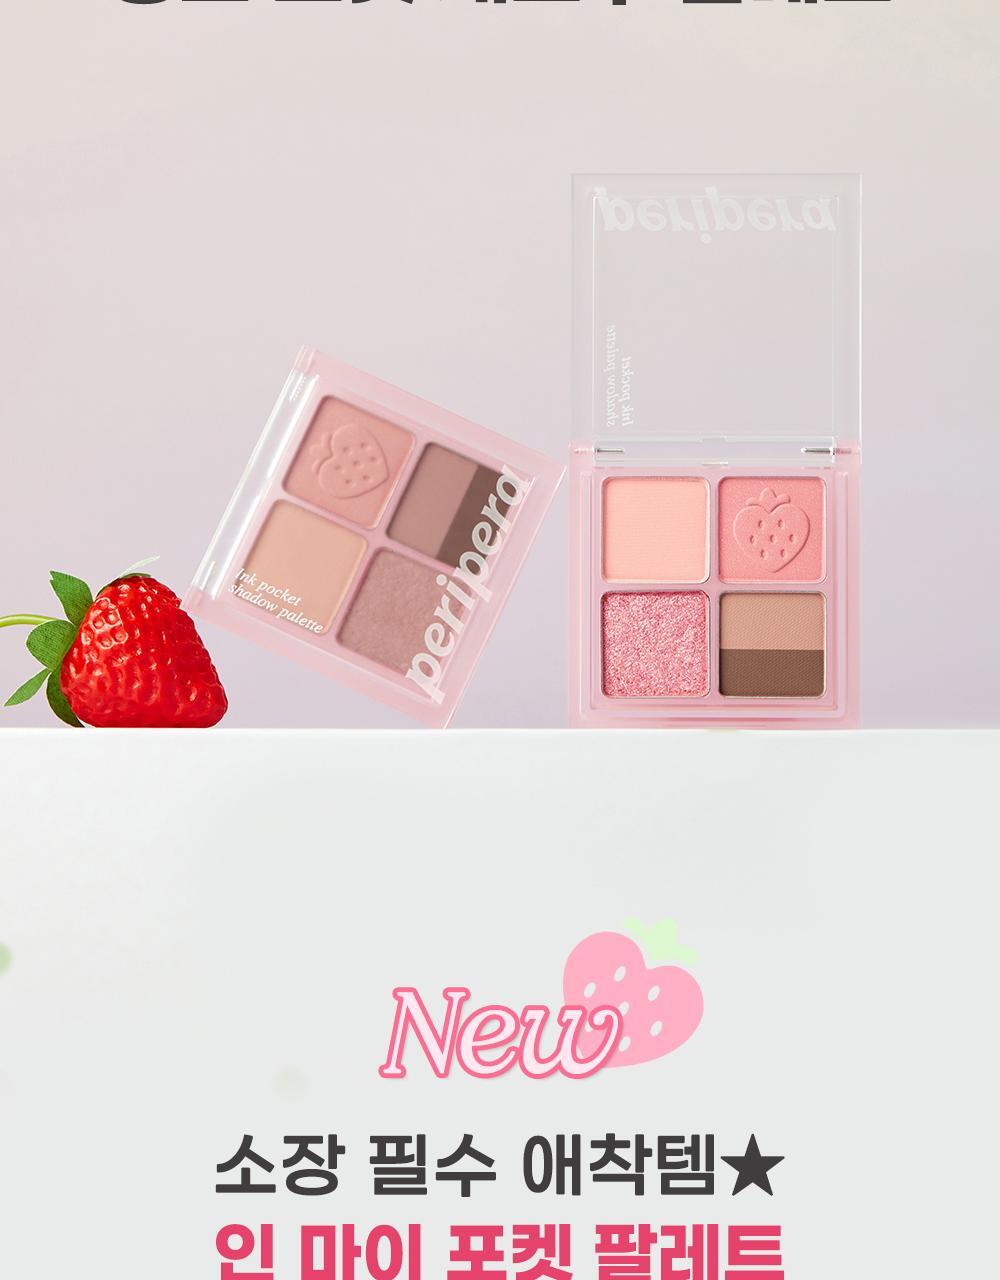 peripera
Ink pocket
shadow palette
Ink pocket
shadow palette
peripera
New
소장 필수 애착템★
인 마이 포켓 팔레트